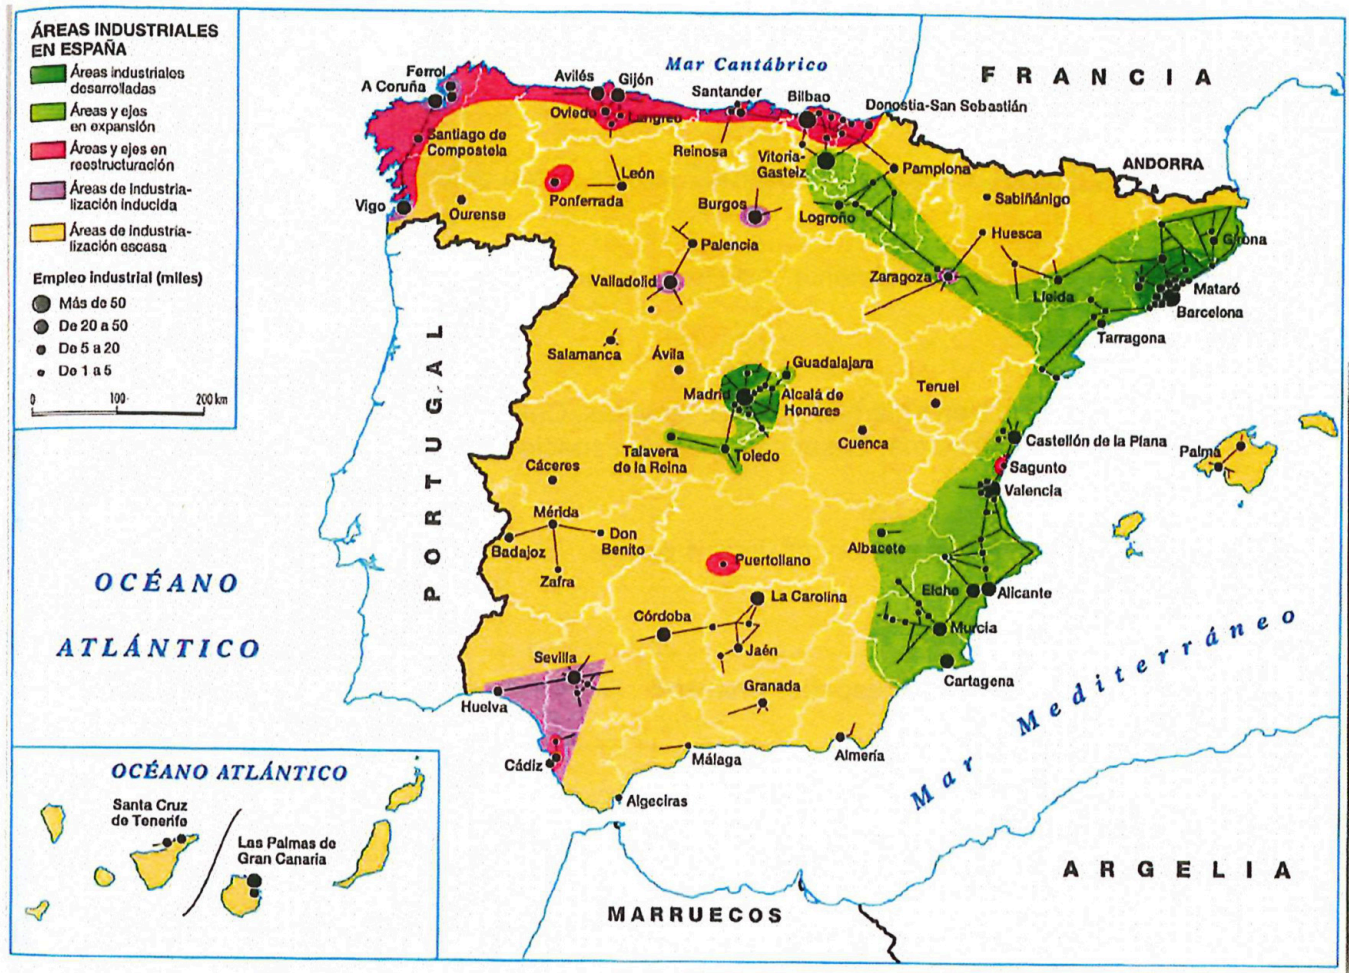 ÁREAS INDUSTRIALES
EN ESPAÑA
Áreas industriales
desarrolladas
Áreas y ejes
en expansión
Áreas y ejes en
reestructuración
Áreas de industria-
lización inducida
Áreas de industria-
lización escasa
Empleo industrial (miles)
Más de 50
De 20 a 50
De 5 a 20
De 1 a 5
0 100 200 km
Mar Cantábrico
FRANCIA
ANDORRA
PORTUGAL
OCÉANO
ATLÁNTICO
Mar Mediterráneo
ARGELIA
MARRUECOS
Ferrol
A Coruña
Santiago de
Compostela
Vigo
Ourense
Avilés
Gijón
Oviedo
Langreo
Santander
Reinosa
Bilbao
Donostia-San Sebastián
Vitoria-
Gasteiz
Pamplona
Logroño
Ponferrada
León
Burgos
Palencia
Valladolid
Salamanca
Ávila
Sabiñánigo
Huesca
Zaragoza
Lleida
Girona
Mataró
Barcelona
Tarragona
Teruel
Guadalajara
Madrid
Alcalá de
Henares
Cuenca
Talavera
de la Reina
Toledo
Castellón de la Plana
Sagunto
Valencia
Palma
Cáceres
Mérida
Badajoz
Don
Benito
Zafra
Puertollano
Albacete
Elche
Alicante
Murcia
Cartagena
La Carolina
Córdoba
Jaén
Sevilla
Huelva
Granada
Cádiz
Málaga
Almería
Algeciras
OCÉANO ATLÁNTICO
Santa Cruz
de Tenerife
Las Palmas de
Gran Canaria